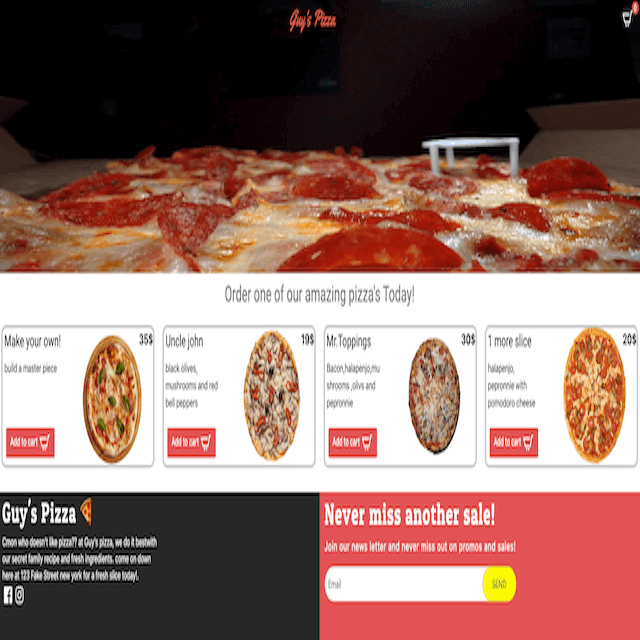 Guy's Pizza
0
Order one of our amazing pizza's Today!
Make your own!
35$
build a master piece
Add to cart
Uncle john
19$
black olives,
mushrooms and red
bell peppers
Add to cart
Mr.Toppings
30$
Bacon,halapenjo,mu
shrooms ,olivs and
pepronnie
Add to cart
1 more slice
20$
halapenjo,
pepronnie with
pomodoro cheese
Add to cart
Guy's Pizza
Cmon who doesn't like pizza?? at Guy's pizza, we do it bestwith
our secret family recipe and fresh ingredients. come on down
here at 123 Fake Street new york for a fresh slice today!.
Never miss another sale!
Join our news letter and never miss out on promos and sales!
Email
SEND